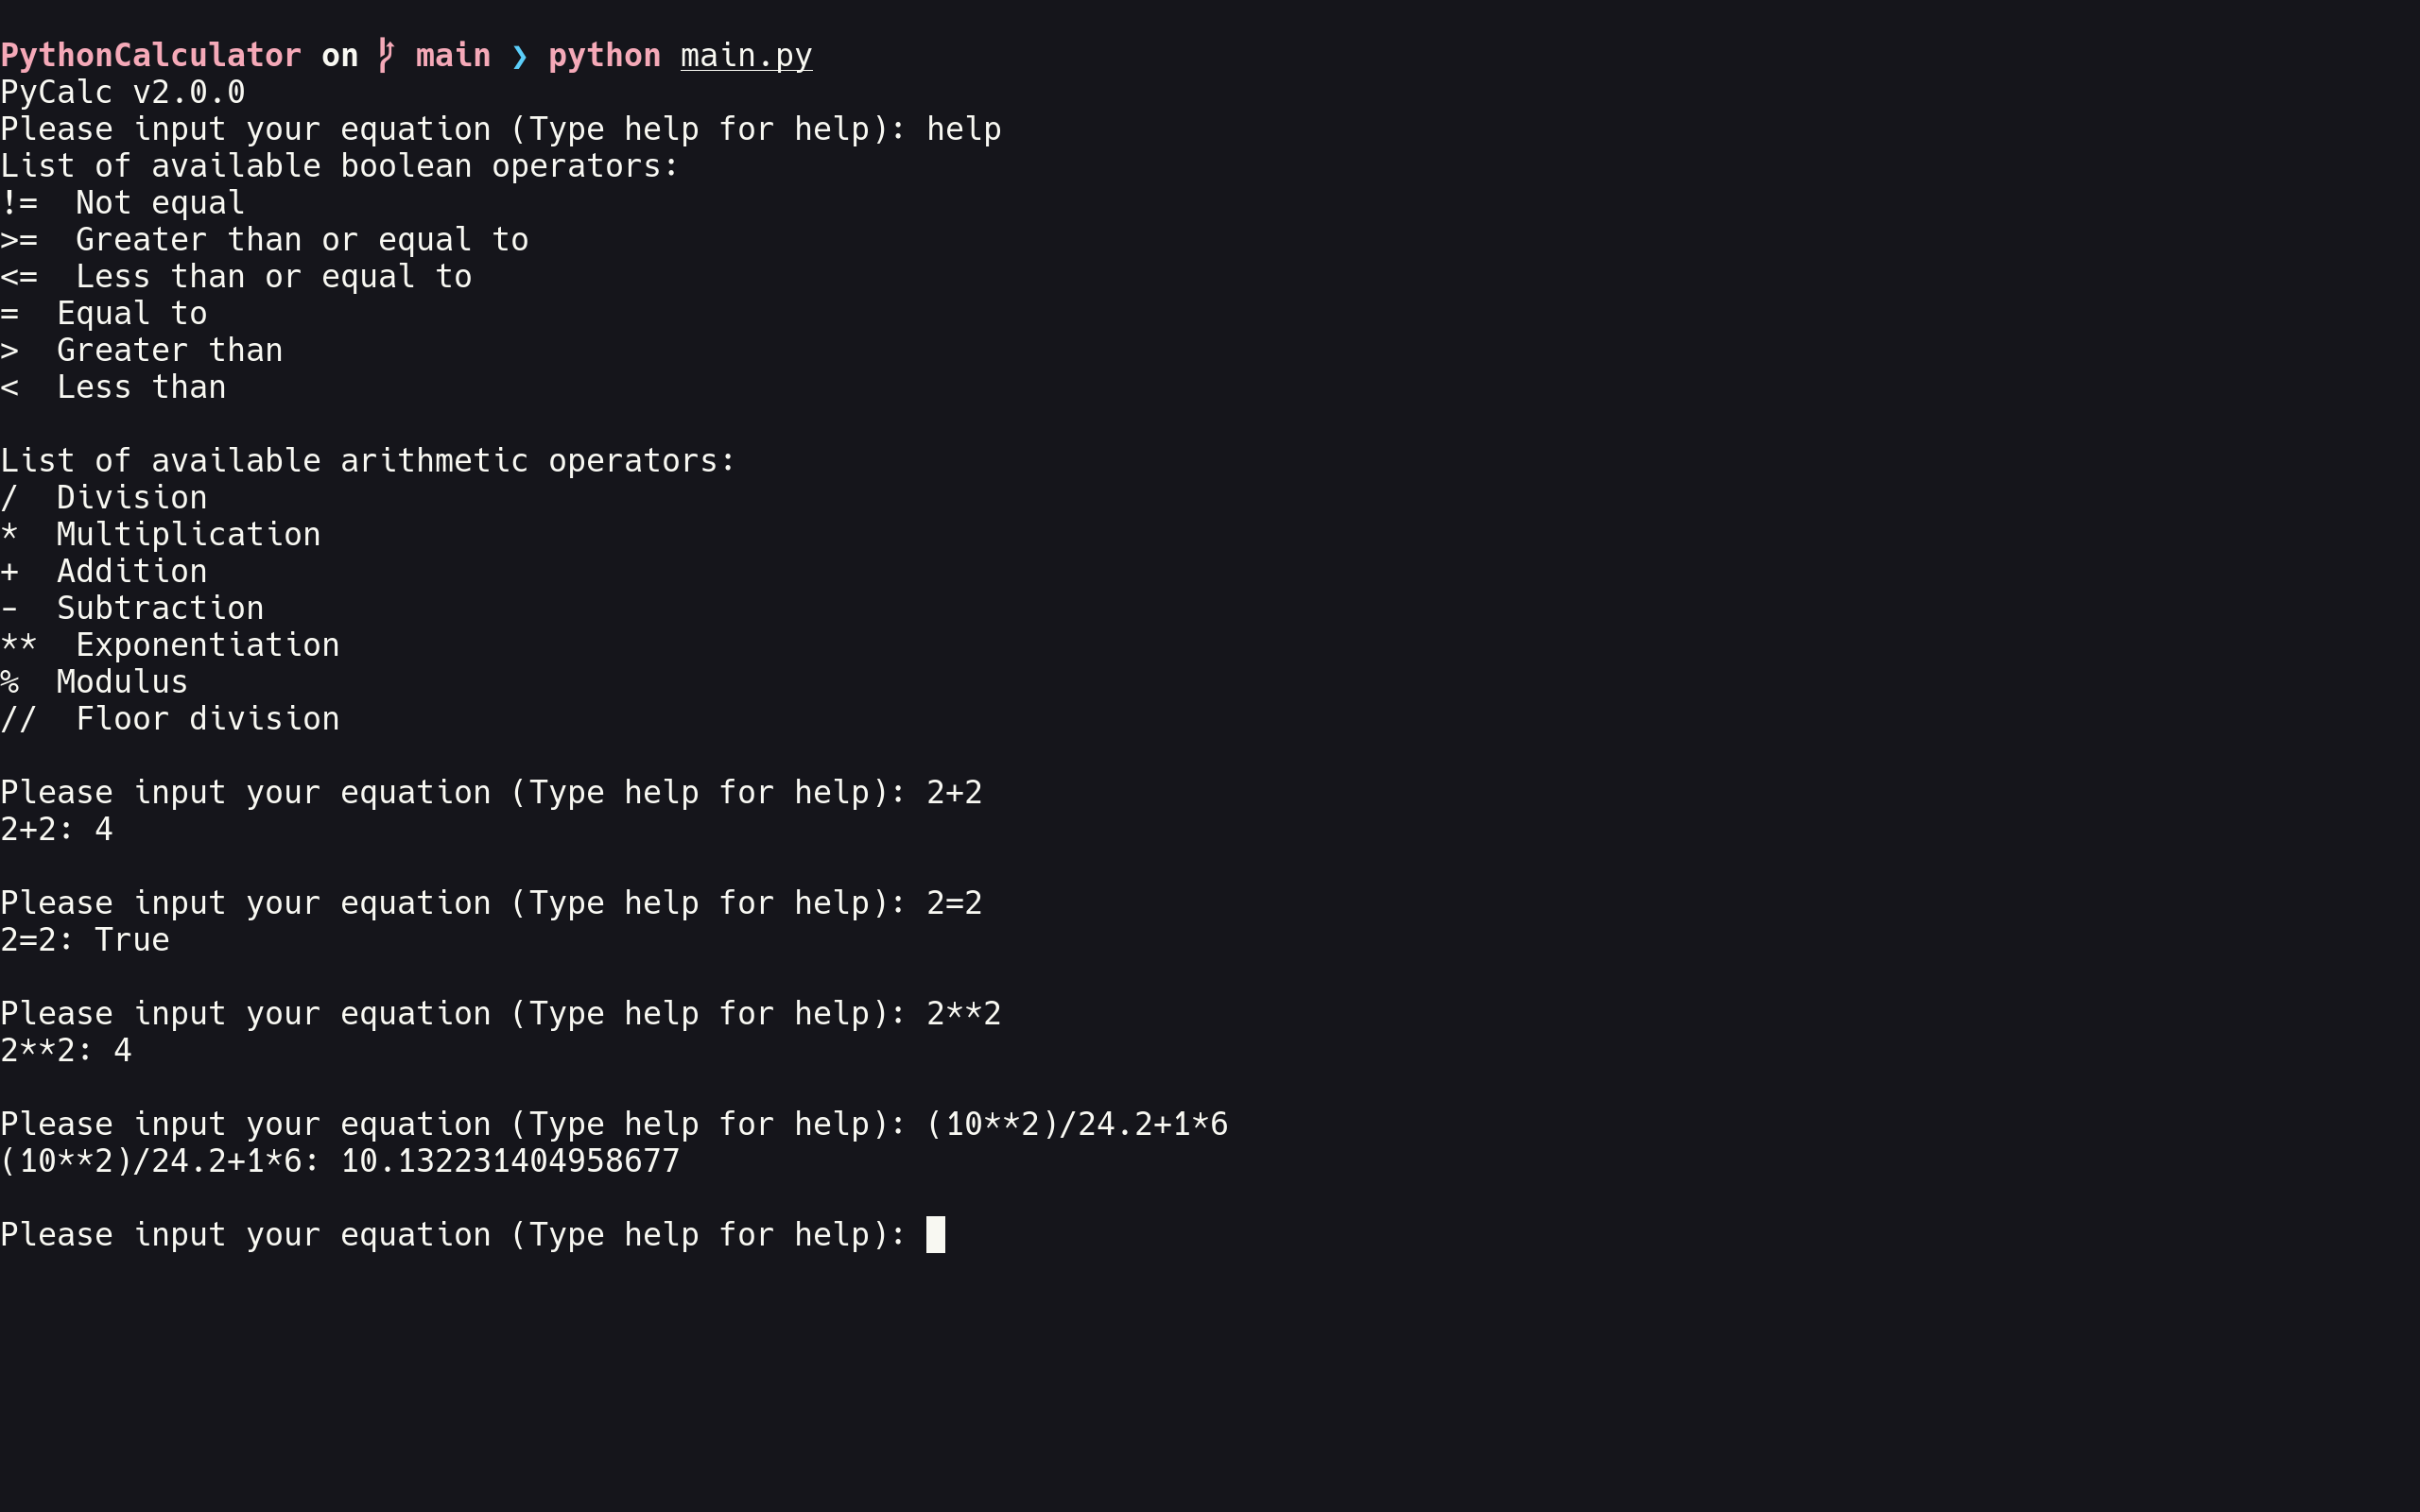 PythonCalculator on main ❯ python main.py
PyCalc v2.0.0
Please input your equation (Type help for help): help
List of available boolean operators:
!=  Not equal
>=  Greater than or equal to
<=  Less than or equal to
=  Equal to
>  Greater than
<  Less than
List of available arithmetic operators:
/  Division
*  Multiplication
+  Addition
-  Subtraction
**  Exponentiation
%  Modulus
//  Floor division
Please input your equation (Type help for help): 2+2
2+2: 4
Please input your equation (Type help for help): 2=2
2=2: True
Please input your equation (Type help for help): 2**2
2**2: 4
Please input your equation (Type help for help): (10**2)/24.2+1*6
(10**2)/24.2+1*6: 10.132231404958677
Please input your equation (Type help for help):